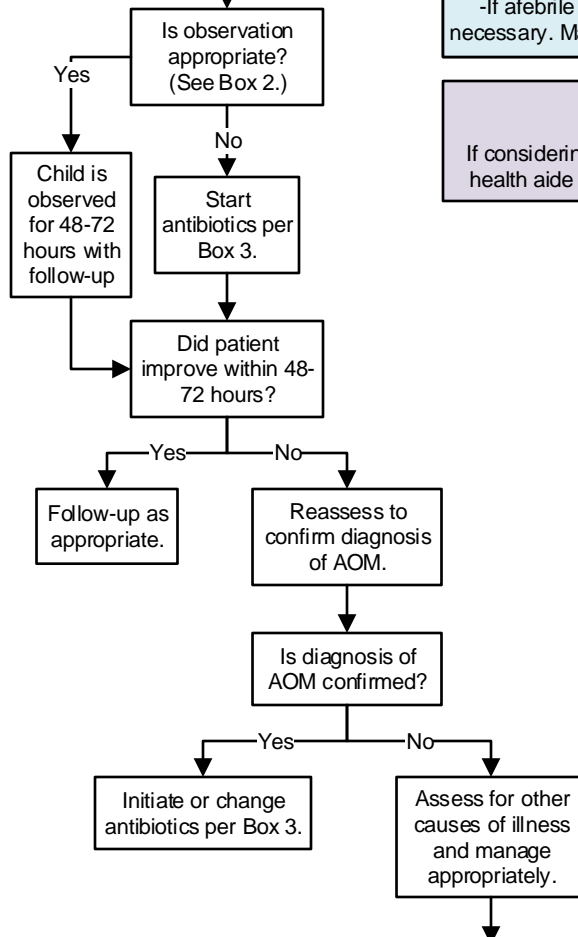 Is observation
appropriate?
(See Box 2.)
-If afebrile
necessary.
Yes
No
If
health aide
Child is
observed
for 48-72
hours with
follow-up
Start
antibiotics per
Box 3.
Did patient
improve within 48-
72 hours?
Yes
No
Follow-up as
appropriate.
Reassess to
confirm diagnosis
of AOM.
Is diagnosis of
AOM confirmed?
Yes
No
Initiate or change
antibiotics per Box 3.
Assess for other
causes of illness
and manage
appropriately.